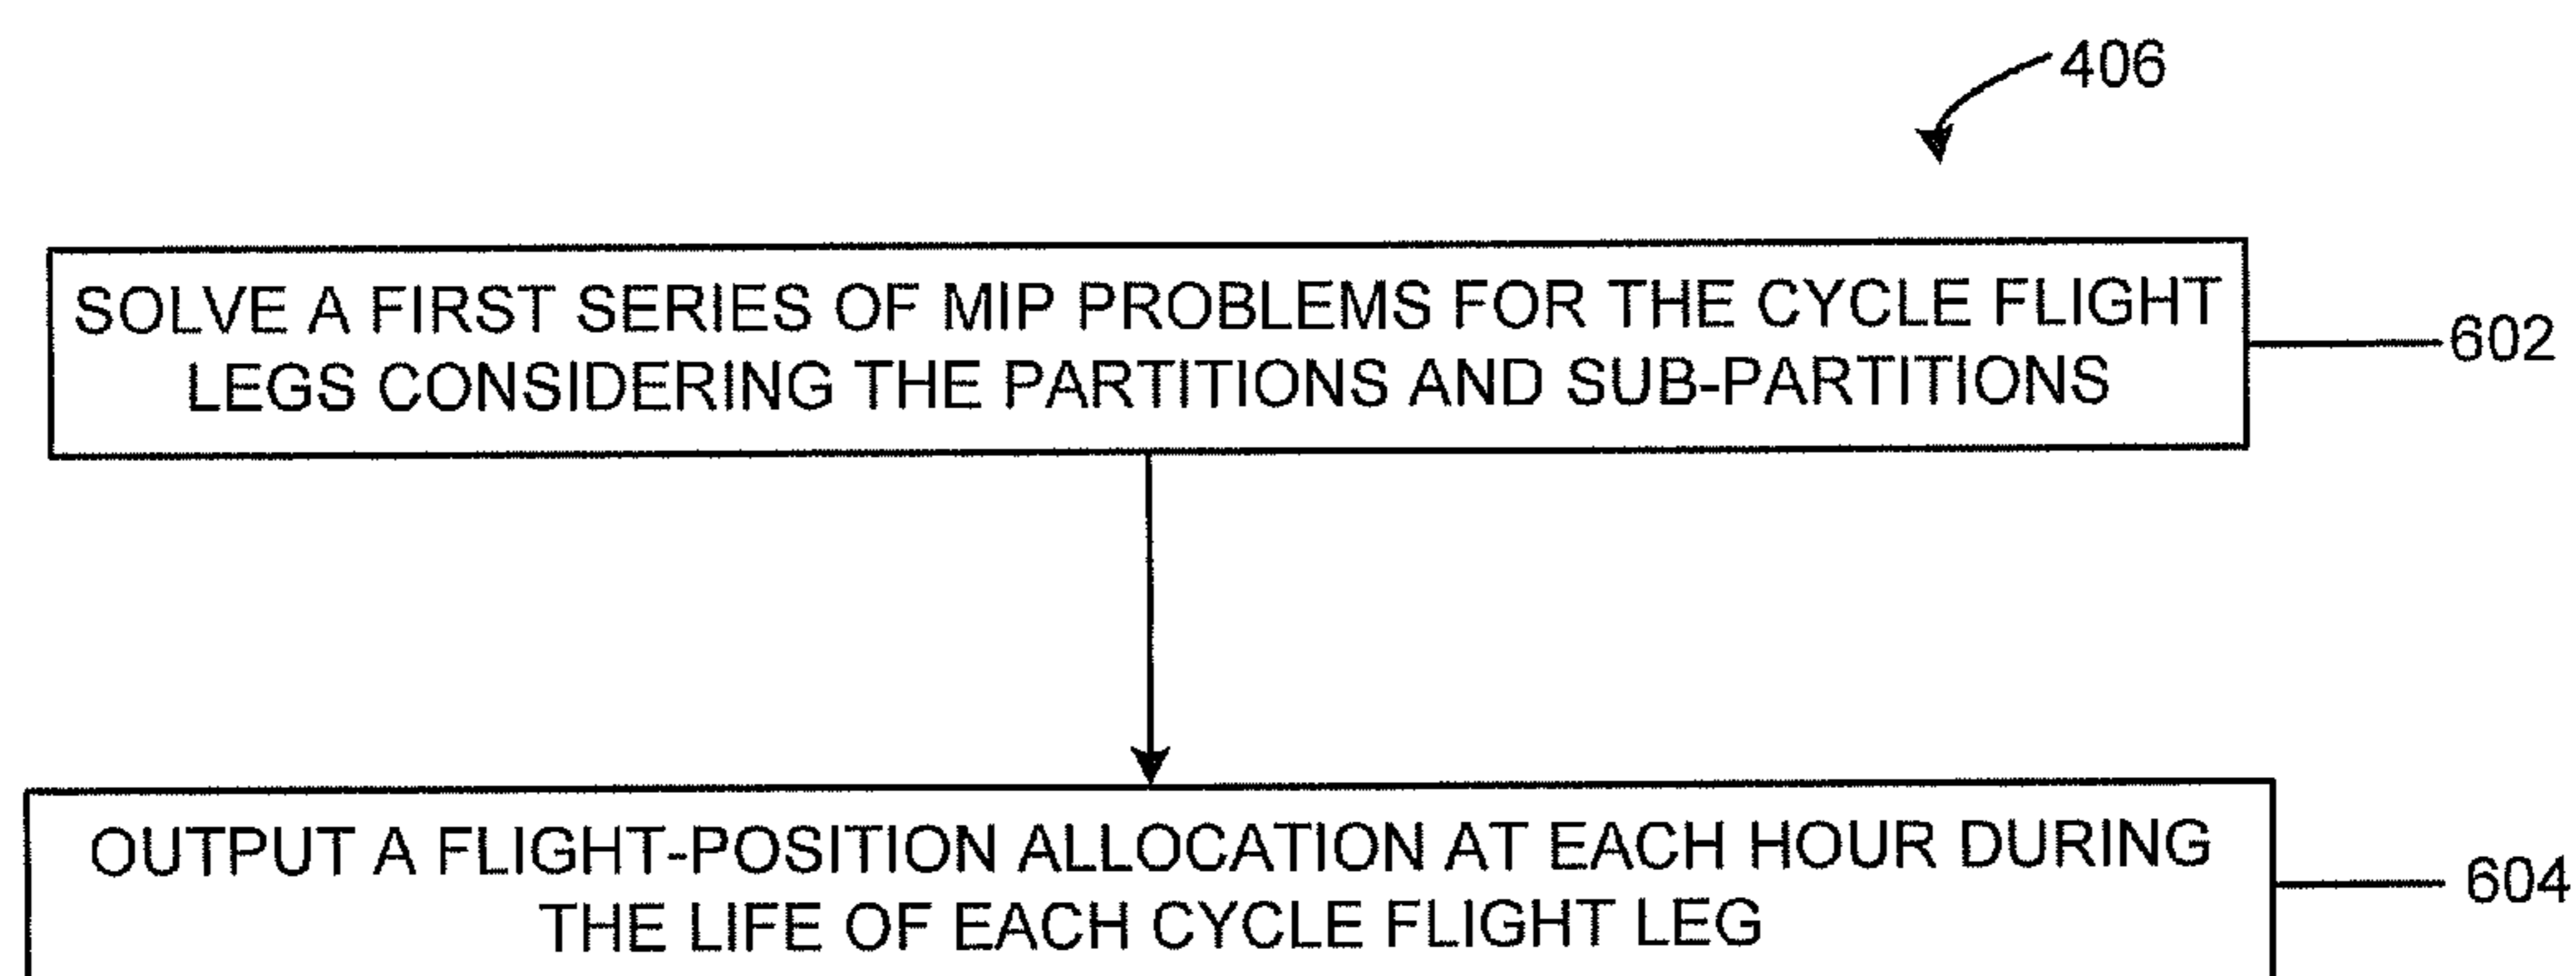 406
SOLVE A FIRST SERIES OF MIP PROBLEMS FOR THE CYCLE FLIGHT
LEGS CONSIDERING THE PARTITIONS AND SUB-PARTITIONS
602
OUTPUT A FLIGHT-POSITION ALLOCATION AT EACH HOUR DURING
THE LIFE OF EACH CYCLE FLIGHT LEG
604